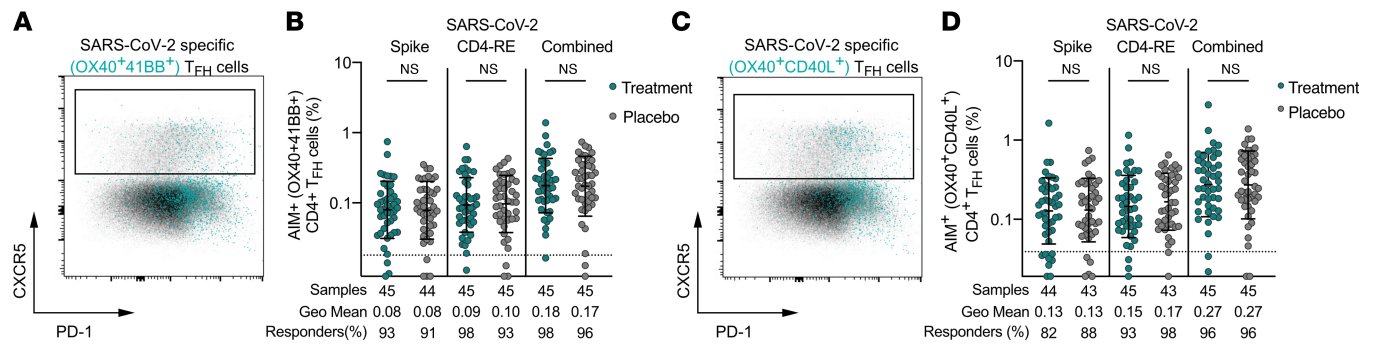 A
SARS-CoV-2 specific
(OX40+41BB+) TFH cells
CXCR5
PD-1
B
SARS-CoV-2
Spike CD4-RE Combined
NS NS NS
Treatment
Placebo
AIM+ (OX40+41BB+)
CD4+ TFH cells (%)
10
1
0.1
Samples 45 44 45 45 45 45
Geo Mean 0.08 0.08 0.09 0.10 0.18 0.17
Responders(%) 93 91 98 93 98 96
C
SARS-CoV-2 specific
(OX40+CD40L+) TFH cells
CXCR5
PD-1
D
SARS-CoV-2
Spike CD4-RE Combined
NS NS NS
Treatment
Placebo
AIM+ (OX40+CD40L+)
CD4+ TFH cells (%)
10
1
0.1
Samples 44 43 45 43 45 45
Geo Mean 0.13 0.13 0.15 0.17 0.27 0.27
Responders (%) 82 88 93 98 96 96